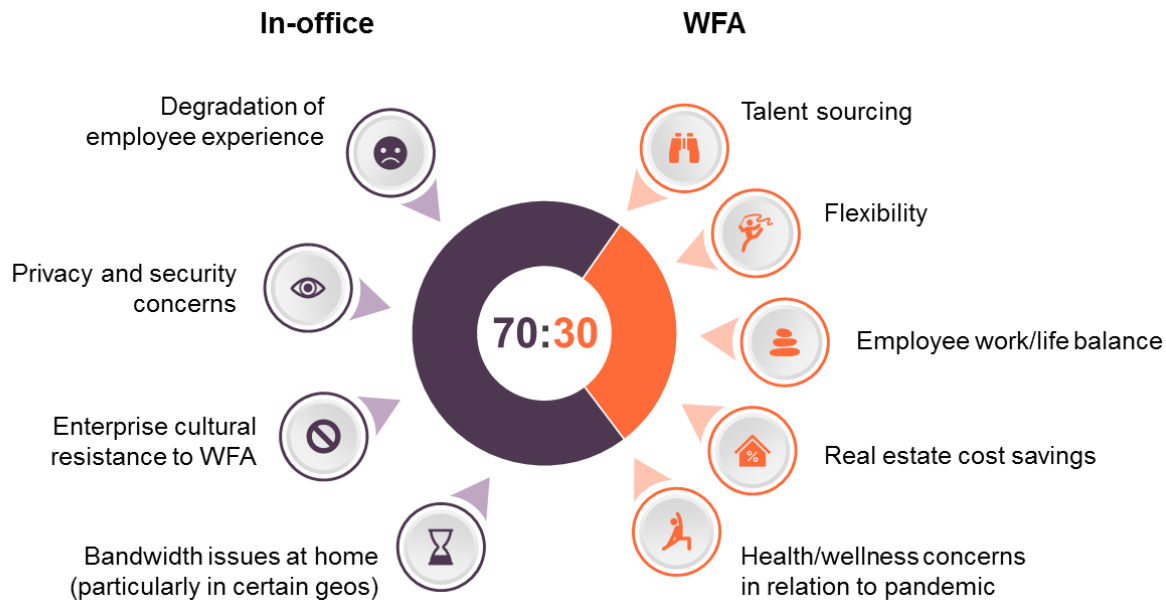 In-office
WFA
Degradation of
employee experience
Privacy and security
concerns
Enterprise cultural
resistance to WFA
Bandwidth issues at home
(particularly in certain geos)
70:30
Talent sourcing
Flexibility
Employee work/life balance
%
Real estate cost savings
Health/wellness concerns
in relation to pandemic